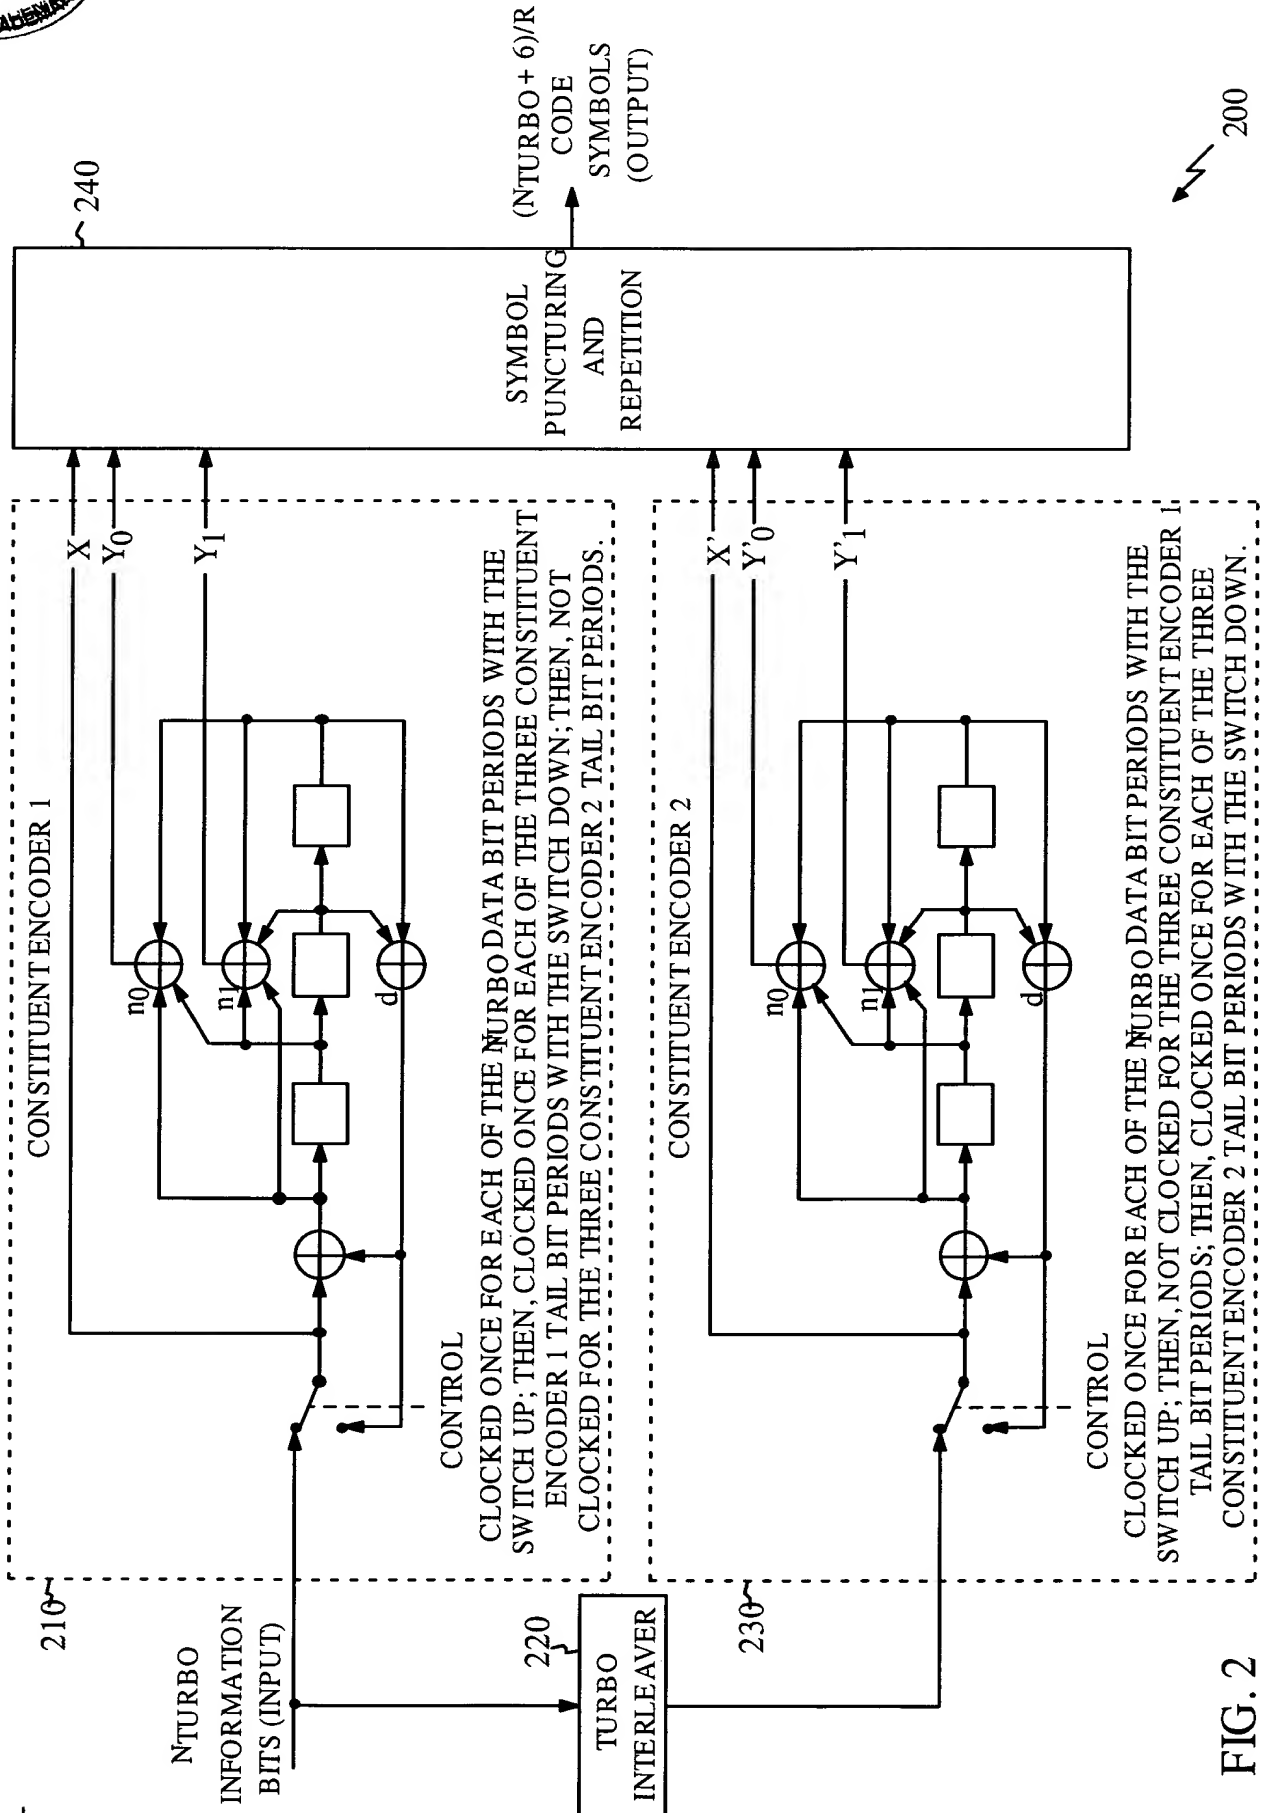 NTURBO
INFORMATION
BITS (INPUT)
210
CONSTITUENT ENCODER 1
X
Y0
Y1
n0
n1
d
CONTROL
CLOCKED ONCE FOR EACH OF THE NTURBO DATA BIT PERIODS WITH THE
SWITCH UP; THEN, CLOCKED ONCE FOR EACH OF THE THREE CONSTITUENT
ENCODER 1 TAIL BIT PERIODS WITH THE SWITCH DOWN; THEN, NOT
CLOCKED FOR THE THREE CONSTITUENT ENCODER 2 TAIL BIT PERIODS.
240
SYMBOL
PUNCTURING
AND
REPETITION
(NTURBO + 6)/R
CODE
SYMBOLS
(OUTPUT)
220
TURBO
INTERLEAVER
230
CONSTITUENT ENCODER 2
X'
Y'0
Y'1
n0
n1
d
CONTROL
CLOCKED ONCE FOR EACH OF THE NTURBO DATA BIT PERIODS WITH THE
SWITCH UP; THEN, NOT CLOCKED FOR THE THREE CONSTITUENT ENCODER 1
TAIL BIT PERIODS; THEN, CLOCKED ONCE FOR EACH OF THE THREE
CONSTITUENT ENCODER 2 TAIL BIT PERIODS WITH THE SWITCH DOWN.
200
FIG. 2